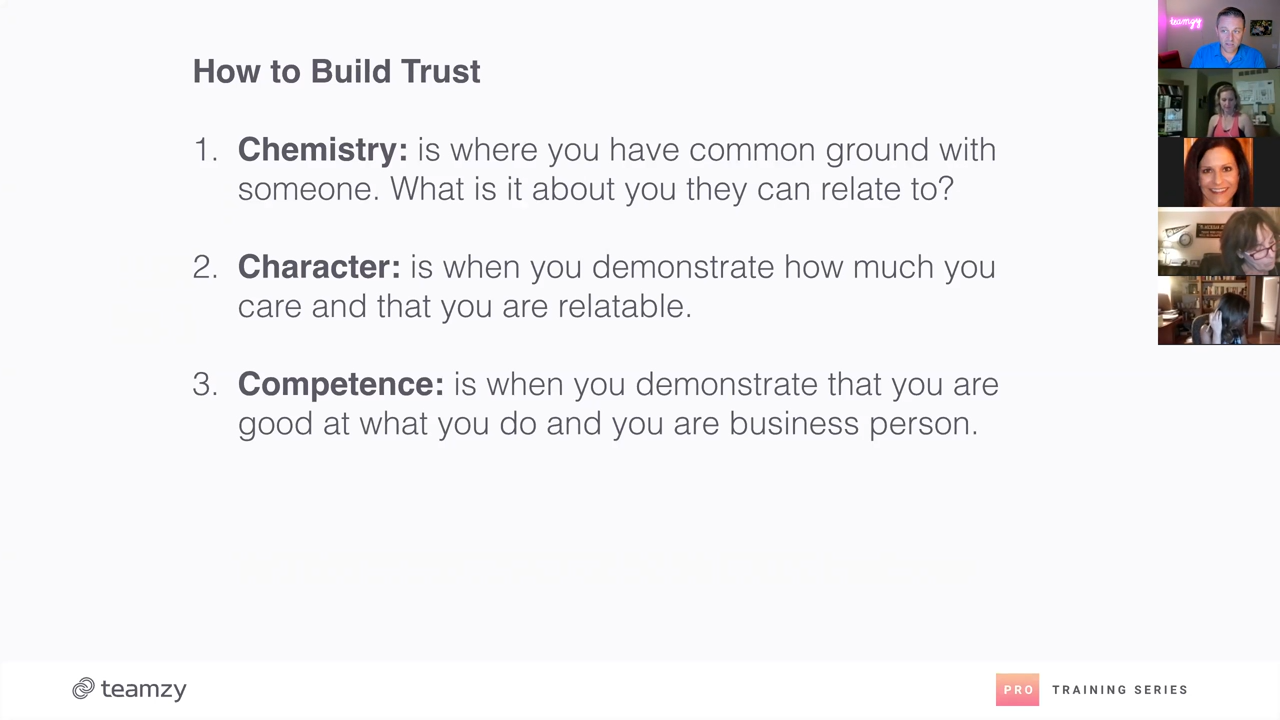 How to Build Trust
1. Chemistry: is where you have common ground with
someone. What is it about you they can relate to?
2. Character: is when you demonstrate how much you
care and that you are relatable.
3. Competence: is when you demonstrate that you are
good at what you do and you are business person.
teamzy
PRO TRAINING SERIES
teamzy